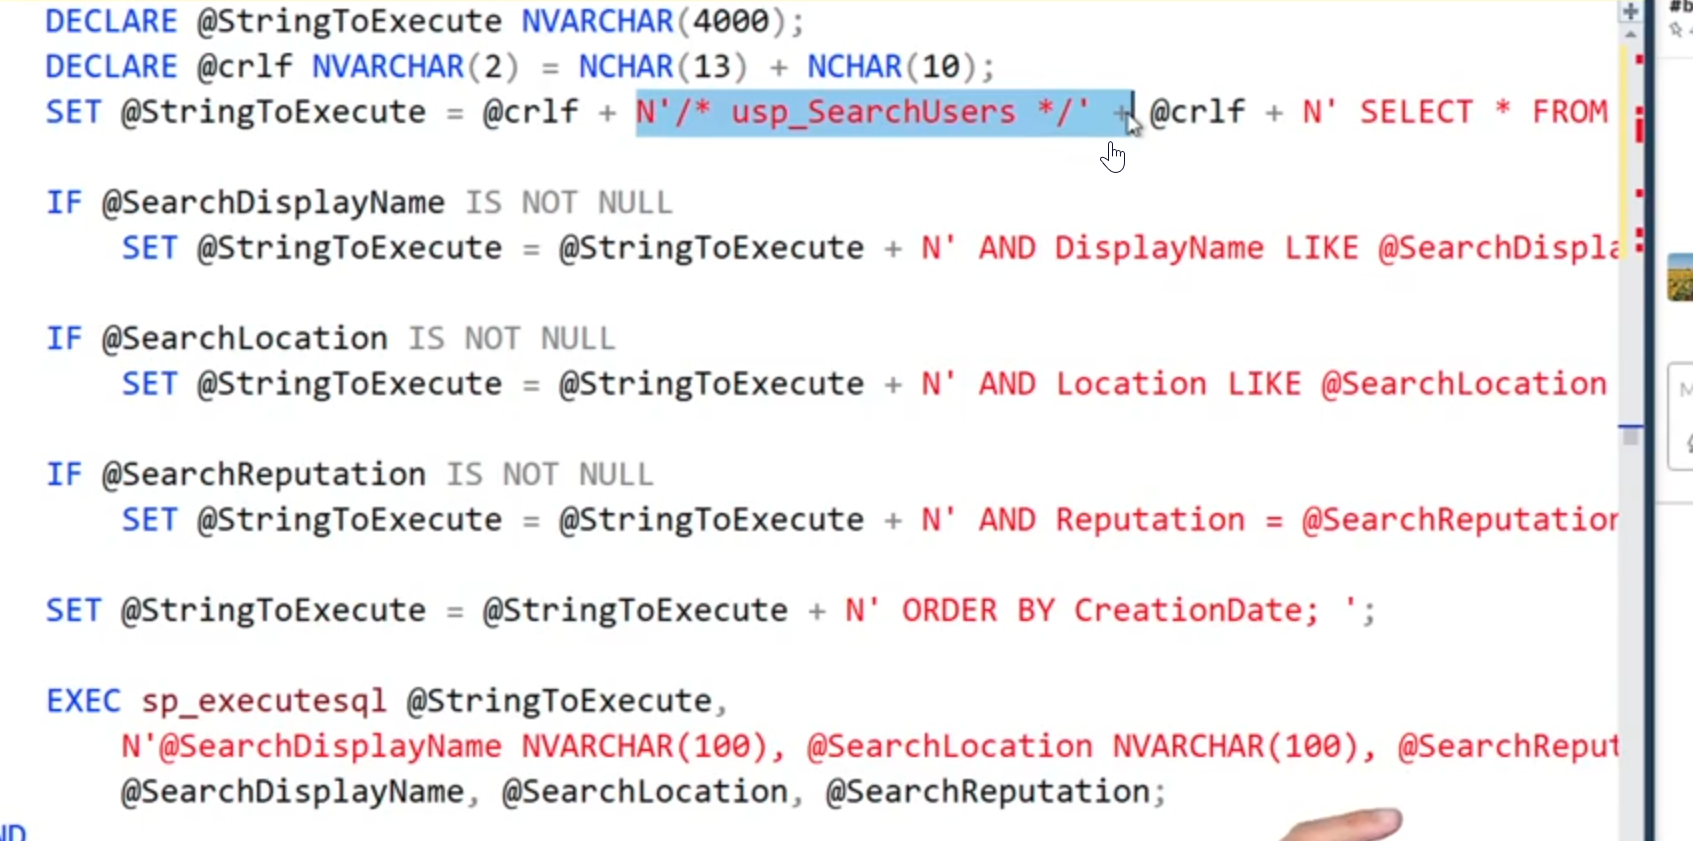 DECLARE @StringToExecute NVARCHAR(4000);
DECLARE @crlf NVARCHAR(2) = NCHAR(13) + NCHAR(10);
SET @StringToExecute = @crlf + N'/* usp_SearchUsers */' + @crlf + N' SELECT * FROM
IF @SearchDisplayName IS NOT NULL
SET @StringToExecute = @StringToExecute + N' AND DisplayName LIKE @SearchDispla
IF @SearchLocation IS NOT NULL
SET @StringToExecute = @StringToExecute + N' AND Location LIKE @SearchLocation
IF @SearchReputation IS NOT NULL
SET @StringToExecute = @StringToExecute + N' AND Reputation = @SearchReputation
SET @StringToExecute = @StringToExecute + N' ORDER BY CreationDate; ';
EXEC sp_executesql @StringToExecute,
N'@SearchDisplayName NVARCHAR(100), @SearchLocation NVARCHAR(100), @SearchReput
@SearchDisplayName, @SearchLocation, @SearchReputation;
ND